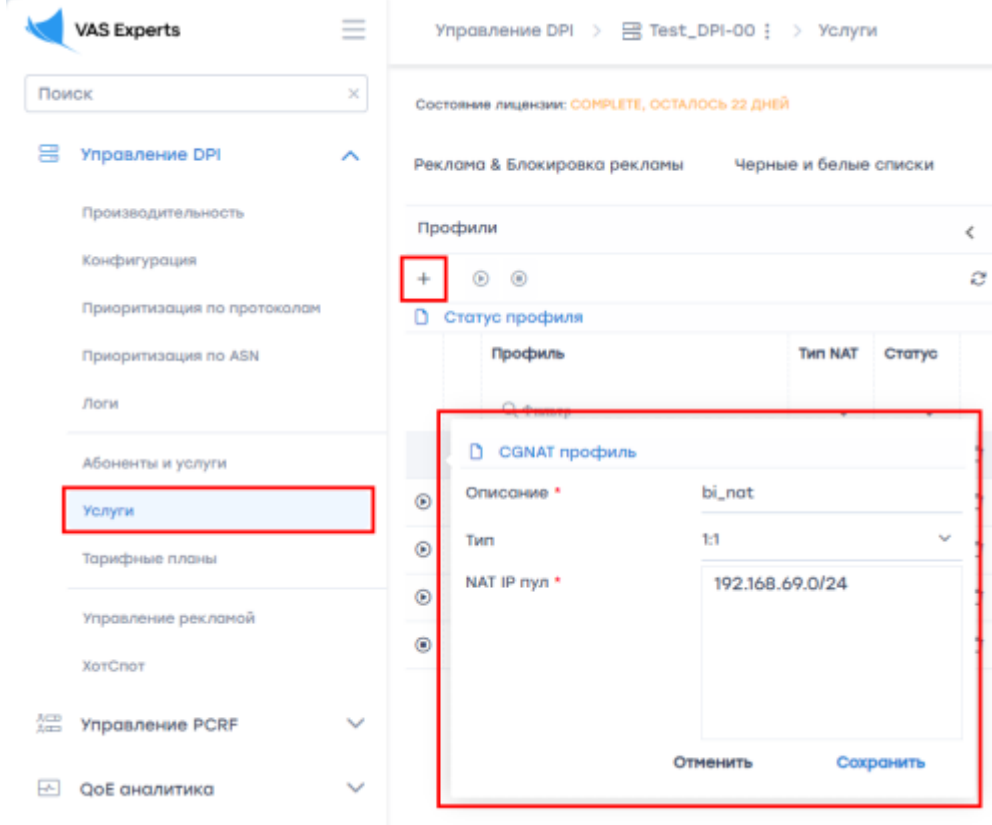 VAS Experts
Управление DPI > Test_DPI-00 > Услуги
Поиск
Состояние лицензии: COMPLETE, ОСТАЛОСЬ 22 ДНЕЙ
Управление DPI
Производительность
Конфигурация
Приоритизация по протоколам
Приоритизация по ASN
Логи
Абоненты и услуги
Услуги
Тарифные планы
Управление рекламой
ХотСпот
Управление PCRF
QoE аналитика
Реклама & Блокировка рекламы
Черные и белые списки
Профили
Статус профиля
Профиль Тип NAT Статус
Фильтр
CGNAT профиль
Описание * bi_nat
Тип 1:1
NAT IP пул * 192.168.69.0/24
Отменить Сохранить